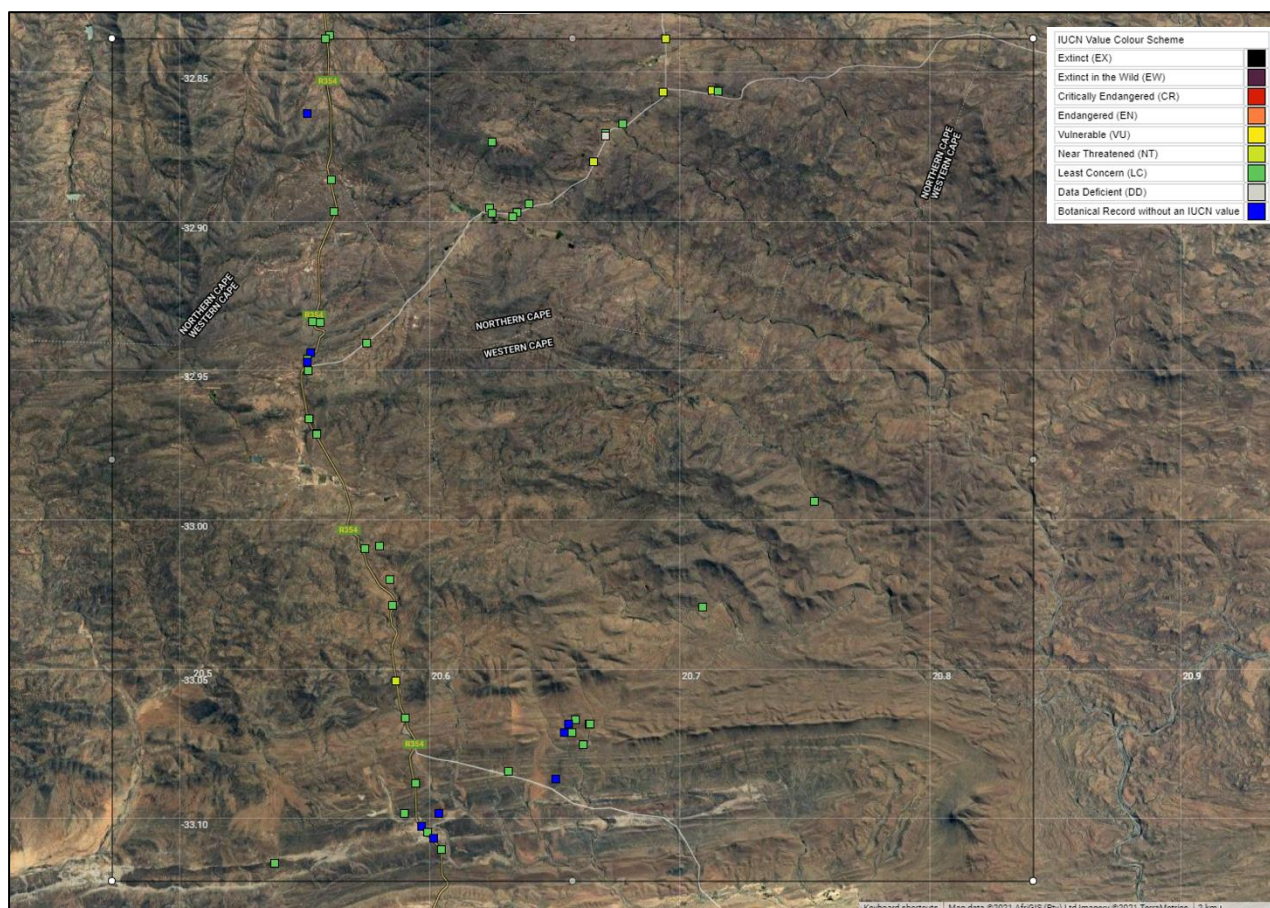 IUCN Value Colour Scheme
Extinct (EX)
Extinct in the Wild (EW)
Critically Endangered (CR)
Endangered (EN)
Vulnerable (VU)
Near Threatened (NT)
Least Concern (LC)
Data Deficient (DD)
Botanical Record without an IUCN value
-32.85
R354
NORTHERN CAPE
WESTERN CAPE
-32.90
NORTHERN CAPE
WESTERN CAPE
R354
NORTHERN CAPE
WESTERN CAPE
-32.95
-33.00
R354
20.5
20.6
20.7
20.8
20.9
-33.05
R354
-33.10
Keyboard shortcuts
Map data ©2021 AfriGIS (Pty) Ltd Imagery ©2021 TerraMetrics
2 km